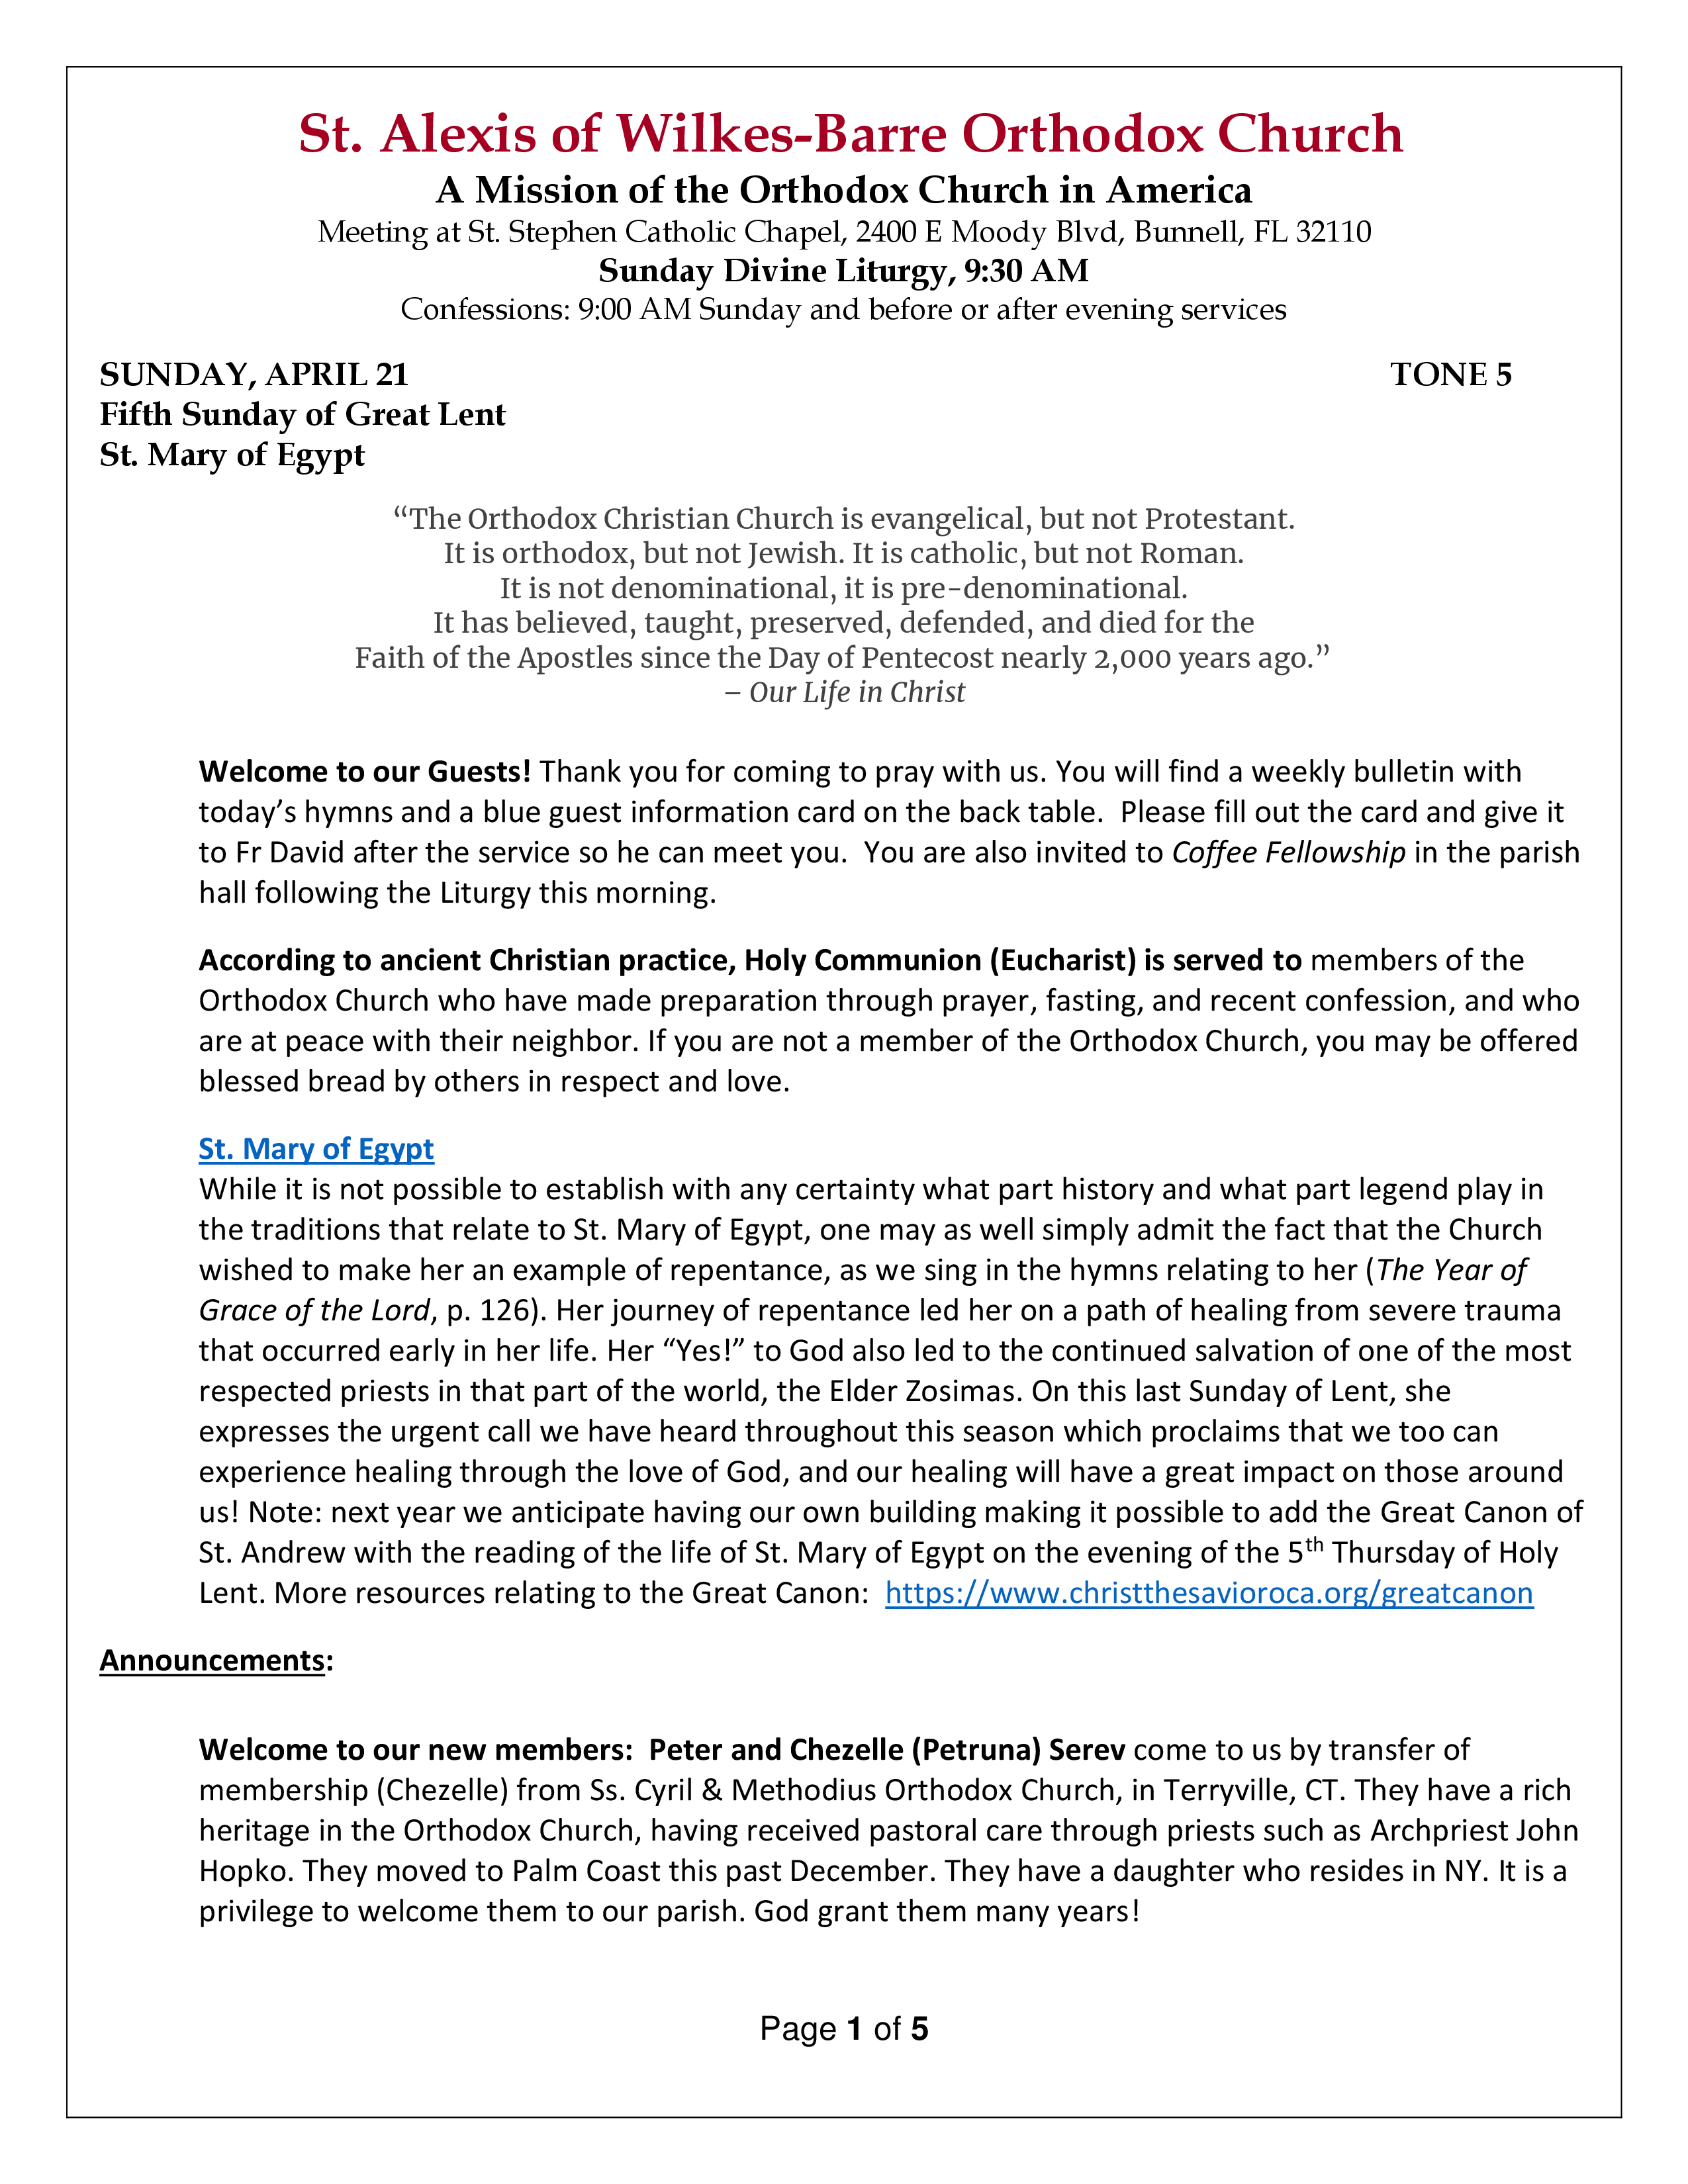 St. Alexis of Wilkes-Barre Orthodox Church
A Mission of the Orthodox Church in America
Meeting at St. Stephen Catholic Chapel, 2400 E Moody Blvd, Bunnell, FL 32110
Sunday Divine Liturgy, 9:30 AM
Confessions: 9:00 AM Sunday and before or after evening services
SUNDAY, APRIL 21 TONE 5
Fifth Sunday of Great Lent
St. Mary of Egypt
“The Orthodox Christian Church is evangelical, but not Protestant.
It is orthodox, but not Jewish. It is catholic, but not Roman.
It is not denominational, it is pre-denominational.
It has believed, taught, preserved, defended, and died for the
Faith of the Apostles since the Day of Pentecost nearly 2,000 years ago.”
– Our Life in Christ
Welcome to our Guests! Thank you for coming to pray with us. You will find a weekly bulletin with
today’s hymns and a blue guest information card on the back table.  Please fill out the card and give it
to Fr David after the service so he can meet you.  You are also invited to Coffee Fellowship in the parish
hall following the Liturgy this morning.
According to ancient Christian practice, Holy Communion (Eucharist) is served to members of the
Orthodox Church who have made preparation through prayer, fasting, and recent confession, and who
are at peace with their neighbor. If you are not a member of the Orthodox Church, you may be offered
blessed bread by others in respect and love.
St. Mary of Egypt
While it is not possible to establish with any certainty what part history and what part legend play in
the traditions that relate to St. Mary of Egypt, one may as well simply admit the fact that the Church
wished to make her an example of repentance, as we sing in the hymns relating to her (The Year of
Grace of the Lord, p. 126). Her journey of repentance led her on a path of healing from severe trauma
that occurred early in her life. Her “Yes!” to God also led to the continued salvation of one of the most
respected priests in that part of the world, the Elder Zosimas. On this last Sunday of Lent, she
expresses the urgent call we have heard throughout this season which proclaims that we too can
experience healing through the love of God, and our healing will have a great impact on those around
us! Note: next year we anticipate having our own building making it possible to add the Great Canon of
St. Andrew with the reading of the life of St. Mary of Egypt on the evening of the 5th Thursday of Holy
Lent. More resources relating to the Great Canon:  https://www.christthesavioroca.org/greatcanon
Announcements:
Welcome to our new members:  Peter and Chezelle (Petruna) Serev come to us by transfer of
membership (Chezelle) from Ss. Cyril & Methodius Orthodox Church, in Terryville, CT. They have a rich
heritage in the Orthodox Church, having received pastoral care through priests such as Archpriest John
Hopko. They moved to Palm Coast this past December. They have a daughter who resides in NY. It is a
privilege to welcome them to our parish. God grant them many years!
Page 1 of 5